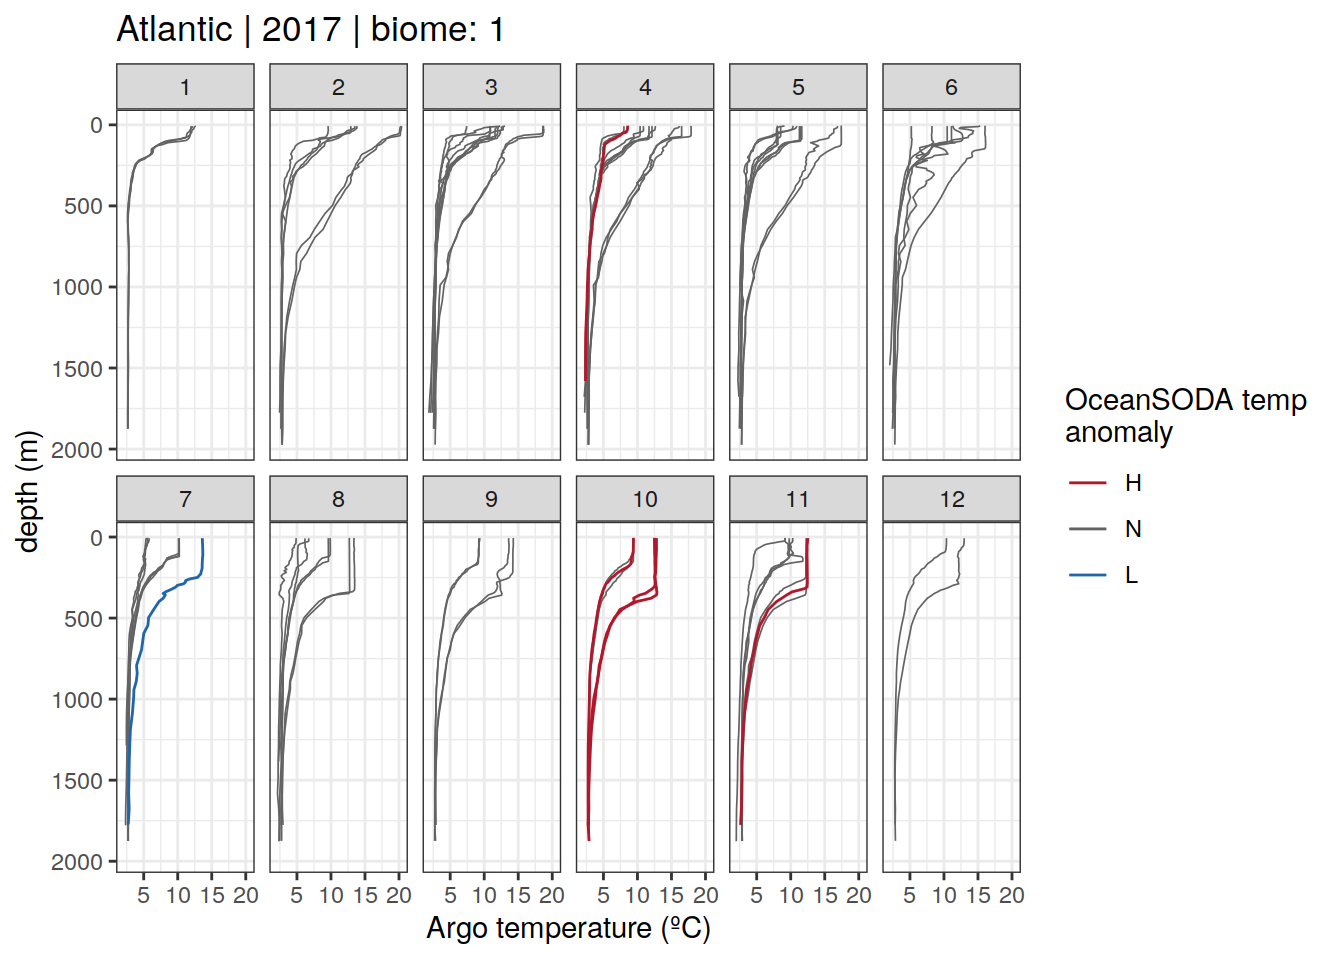 Atlantic | 2017 | biome: 1
1 2 3 4 5 6
0
500
1000
1500
2000
7 8 9 10 11 12
0
500
1000
1500
2000
5 10 15 20 5 10 15 20 5 10 15 20 5 10 15 20 5 10 15 20 5 10 15 20
Argo temperature (ºC)
depth (m)
OceanSODA temp
anomaly
H
N
L